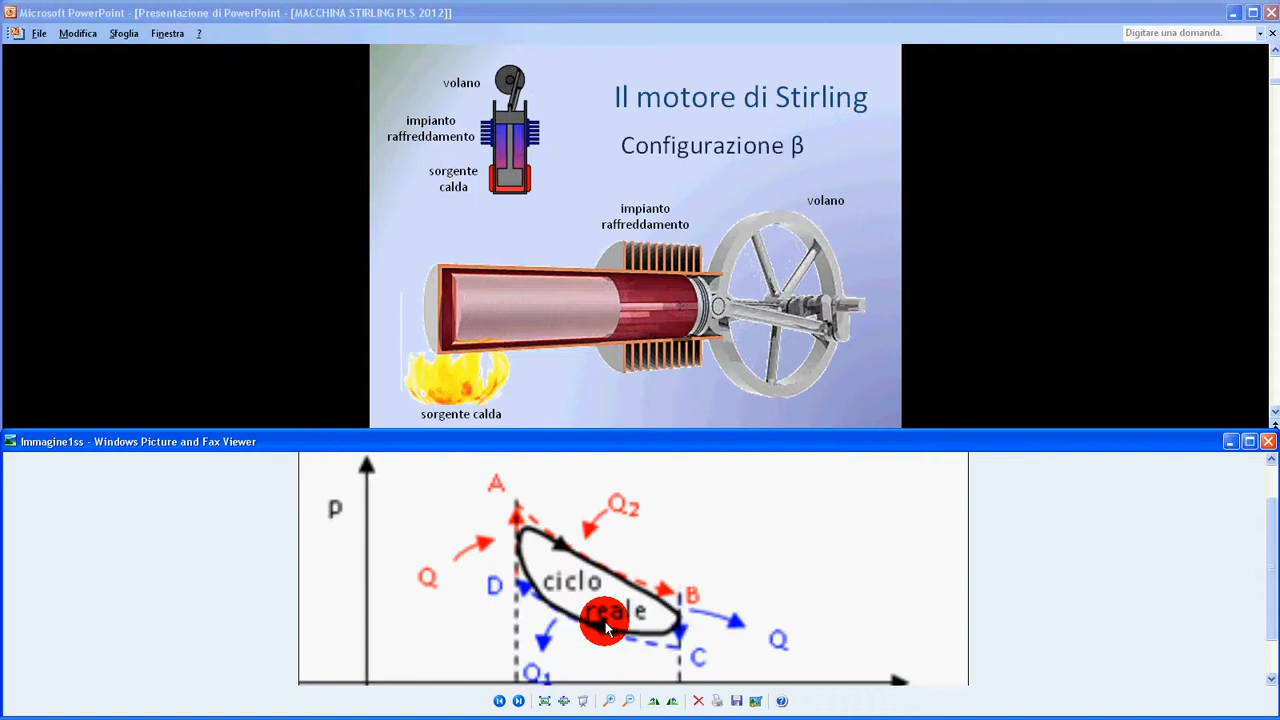 Microsoft PowerPoint - [Presentazione di PowerPoint - [MACCHINA STIRLING PLS 2012]]
File Modifica Sfoglia Finestra ?
Digitare una domanda.
volano
impianto
raffreddamento
sorgente
calda
Il motore di Stirling
Configurazione β
impianto
raffreddamento
volano
sorgente calda
Immagine1ss - Windows Picture and Fax Viewer
p
A
Q2
Q
D
ciclo
reale
B
Q
C
Q1